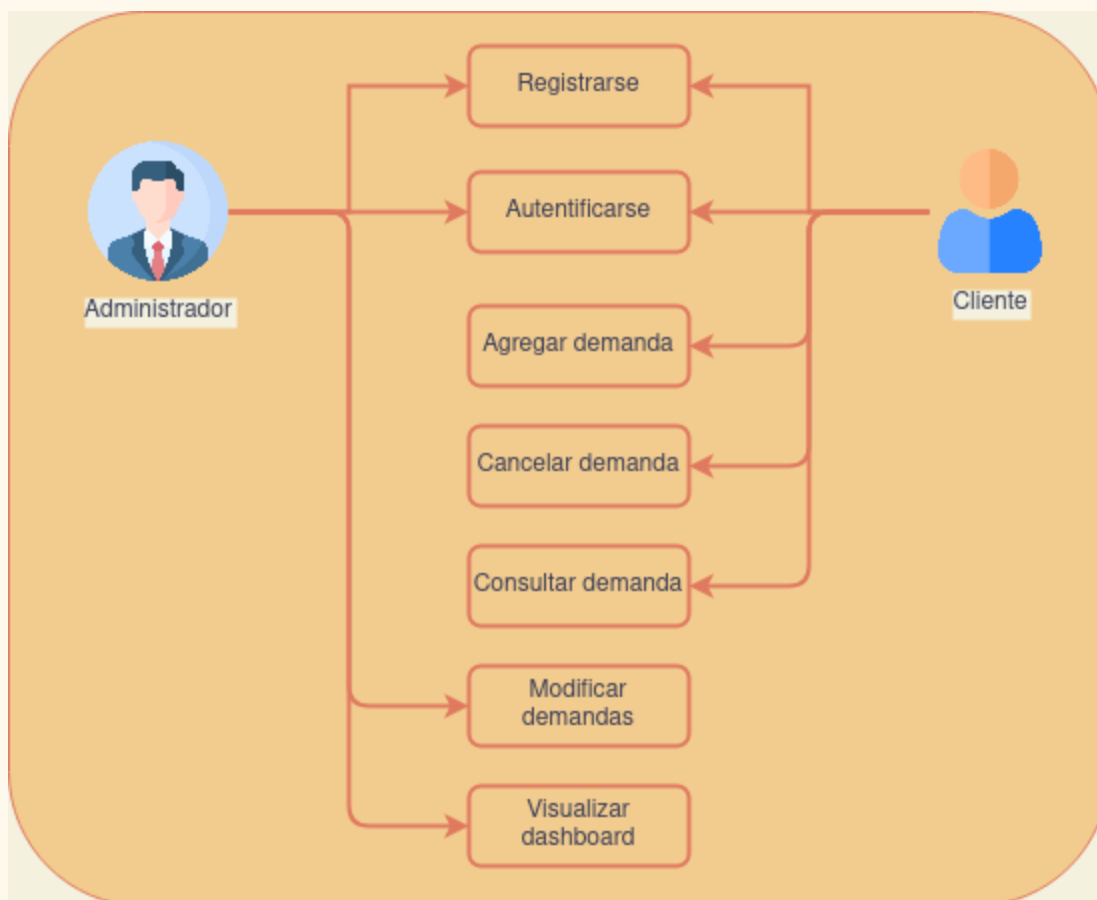 Registrarse
Autentificarse
Administrador
Cliente
Agregar demanda
Cancelar demanda
Consultar demanda
Modificar
demandas
Visualizar
dashboard